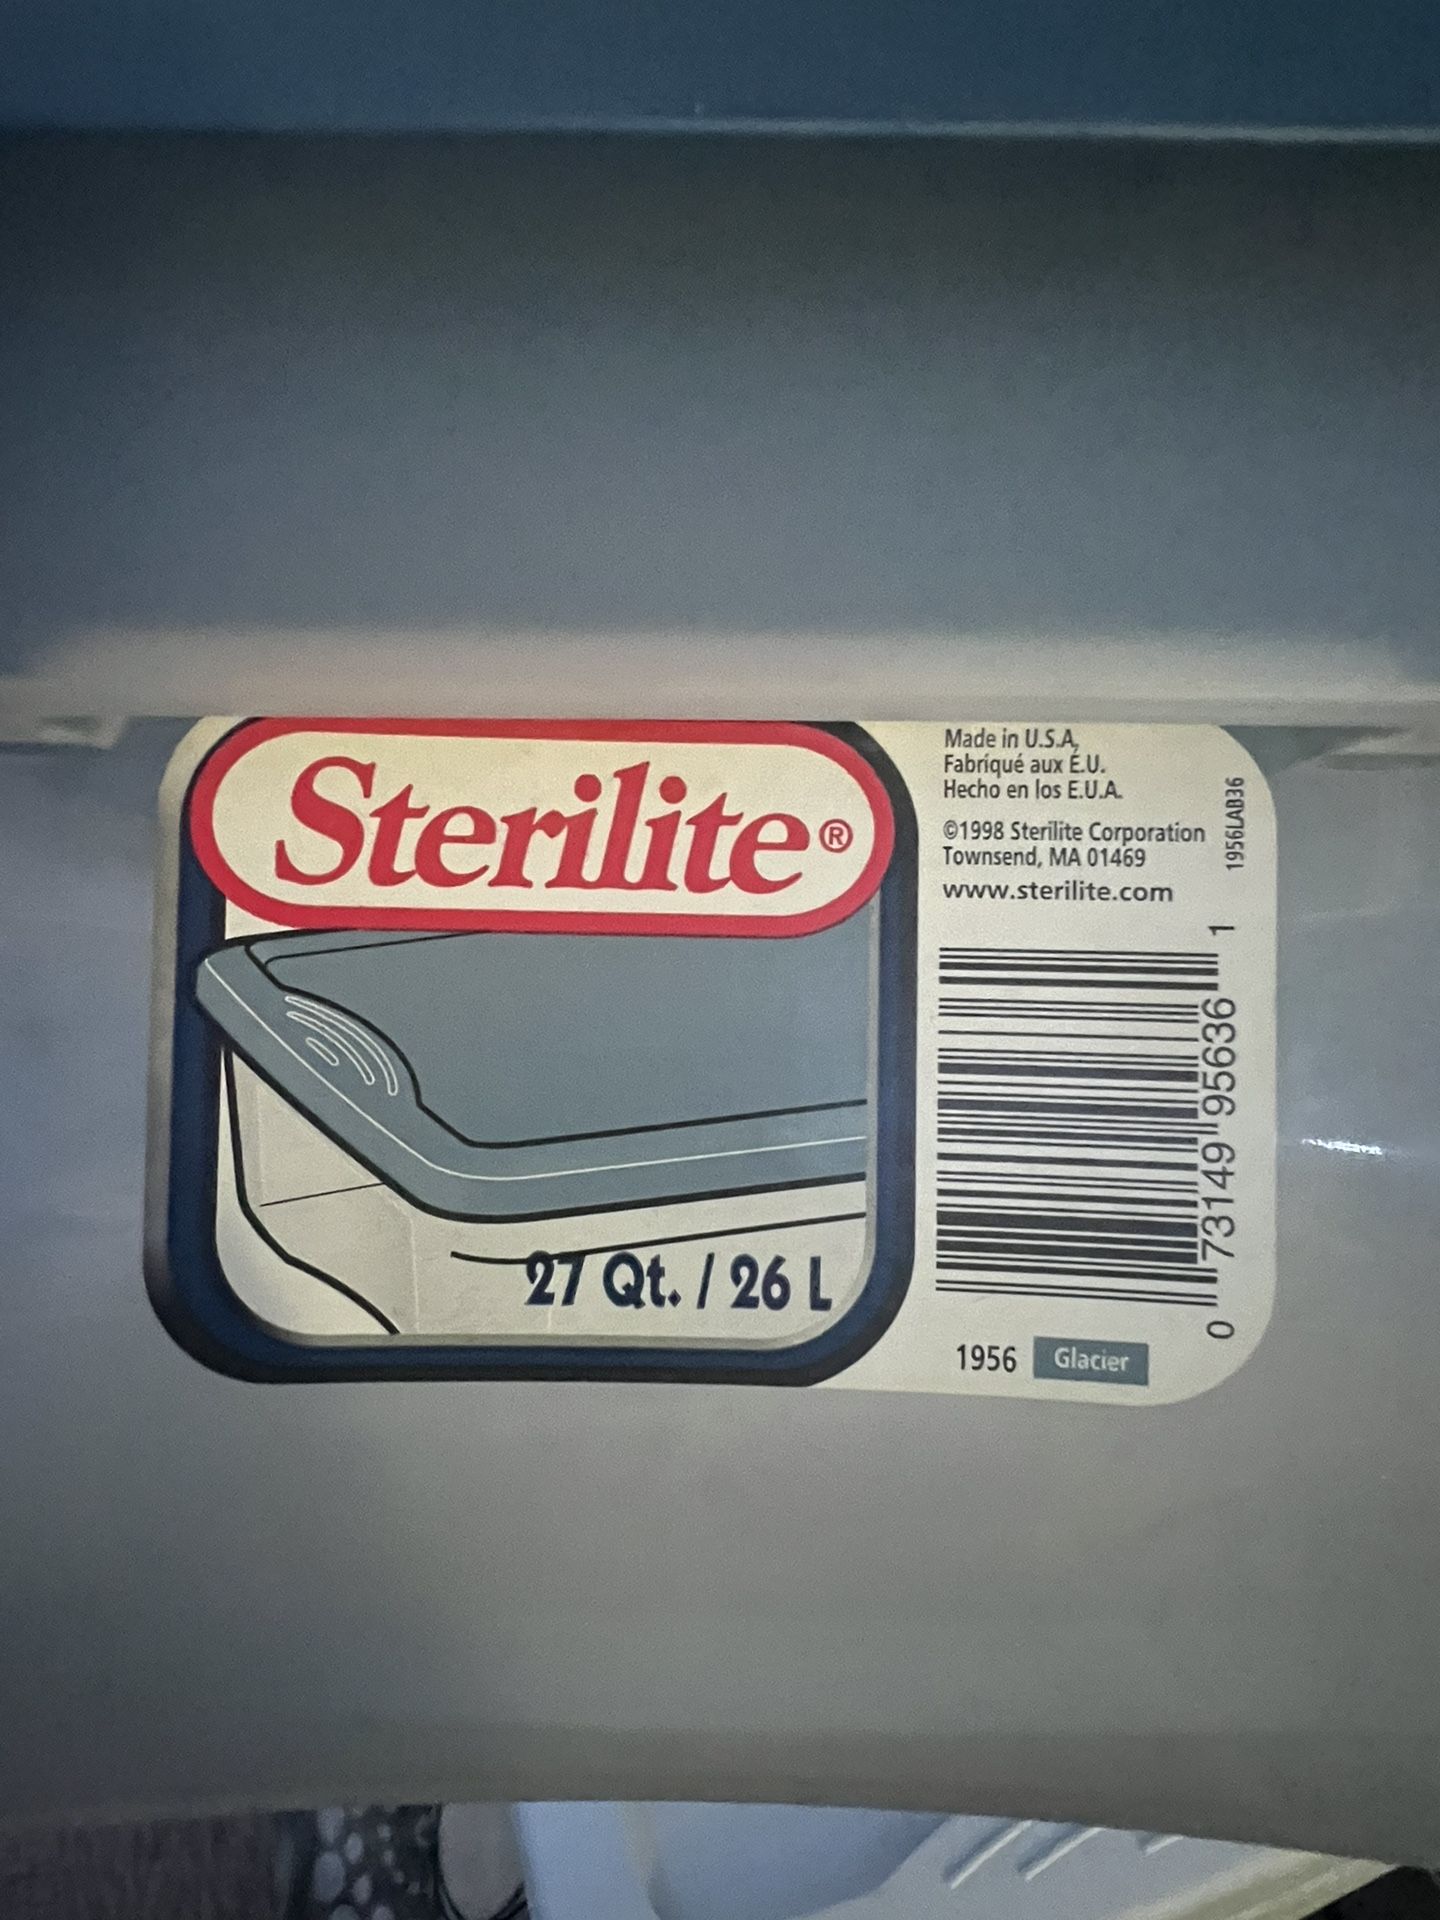 Sterilite®
27 Qt. / 26 L
Made in U.S.A.
Fabriqué aux É.U.
Hecho en los E.U.A.
©1998 Sterilite Corporation
Townsend, MA 01469
www.sterilite.com
1956LAB36
0 73149 95636 1
1956 Glacier